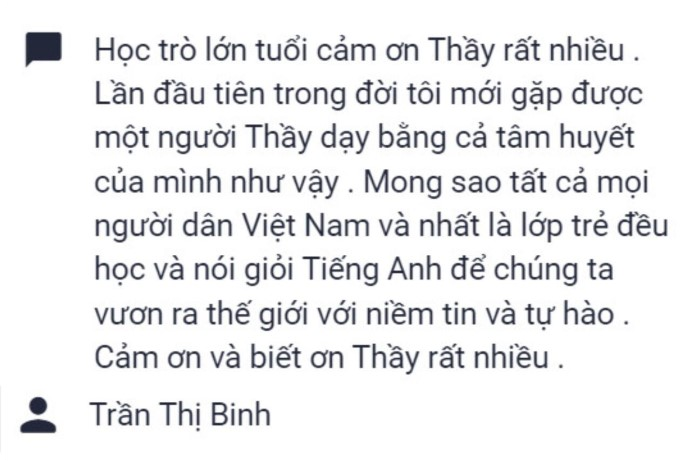 Học trò lớn tuổi cảm ơn Thầy rất nhiều .
Lần đầu tiên trong đời tôi mới gặp được
một người Thầy dạy bằng cả tâm huyết
của mình như vậy . Mong sao tất cả mọi
người dân Việt Nam và nhất là lớp trẻ đều
học và nói giỏi Tiếng Anh để chúng ta
vươn ra thế giới với niềm tin và tự hào .
Cảm ơn và biết ơn Thầy rất nhiều .
Trần Thị Binh